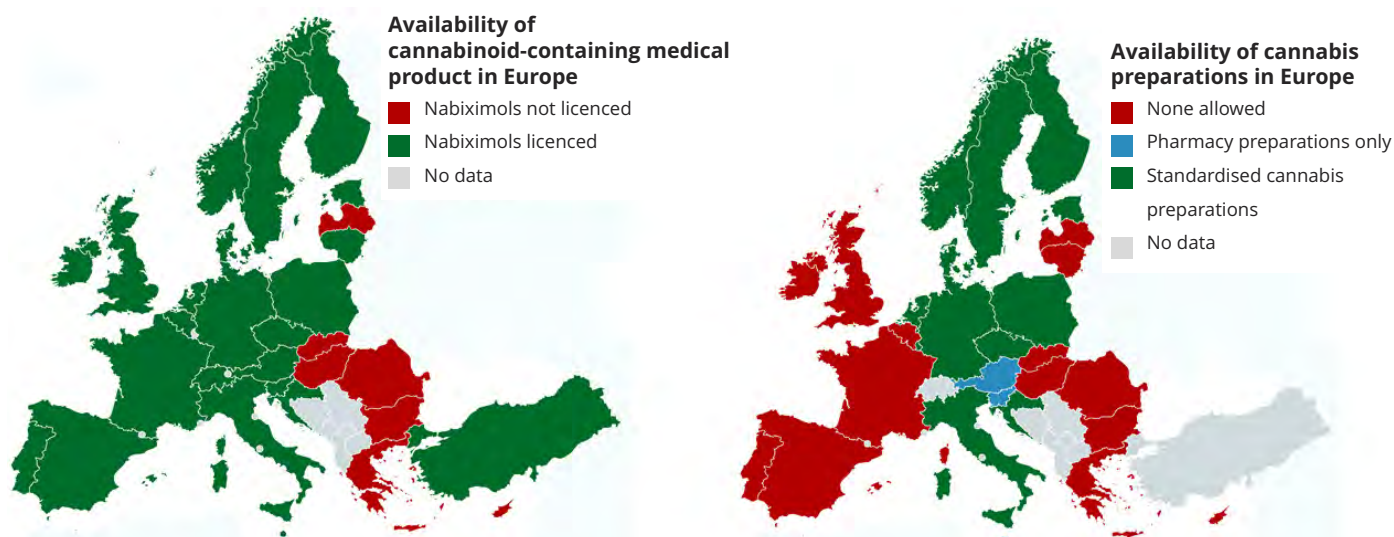 Availability of
cannabinoid-containing medical
product in Europe
Nabiximols not licenced
Nabiximols licenced
No data
Availability of cannabis
preparations in Europe
None allowed
Pharmacy preparations only
Standardised cannabis
preparations
No data